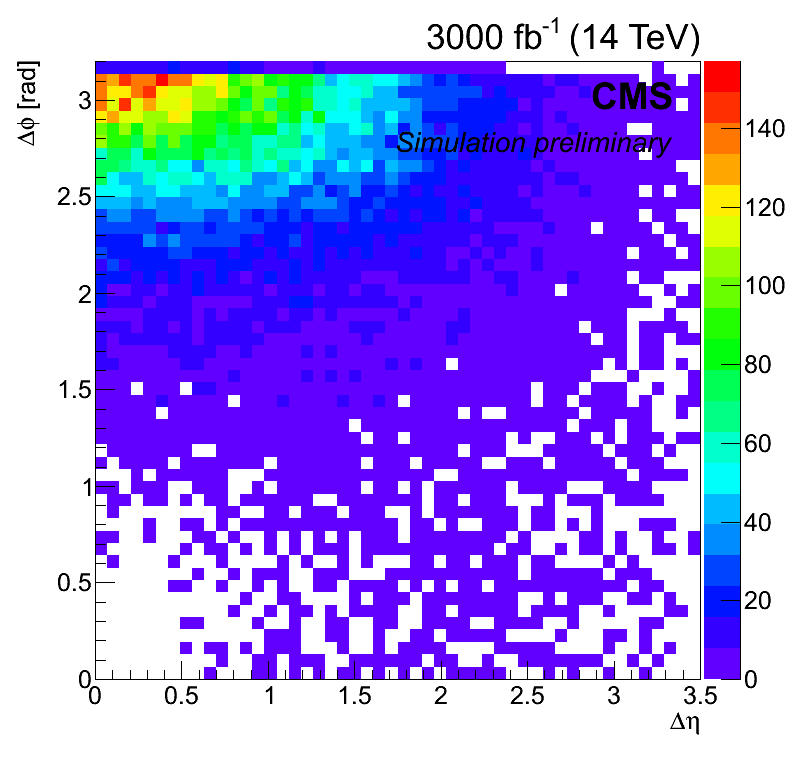 3000 fb-1 (14 TeV)
CMS
Simulation preliminary
Δφ [rad]
3
2.5
2
1.5
1
0.5
0
0 0.5 1 1.5 2 2.5 3 3.5
Δη
140
120
100
80
60
40
20
0